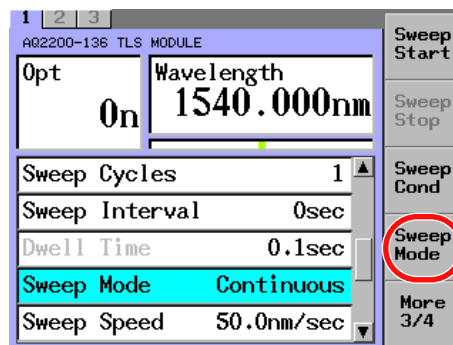 1 2 3
AQ2200-136 TLS MODULE
Opt
On
Wavelength
1540.000nm
Sweep Cycles 1
Sweep Interval 0sec
Dwell Time 0.1sec
Sweep Mode Continuous
Sweep Speed 50.0nm/sec
Sweep
Start
Sweep
Stop
Sweep
Cond
Sweep
Mode
More
3/4